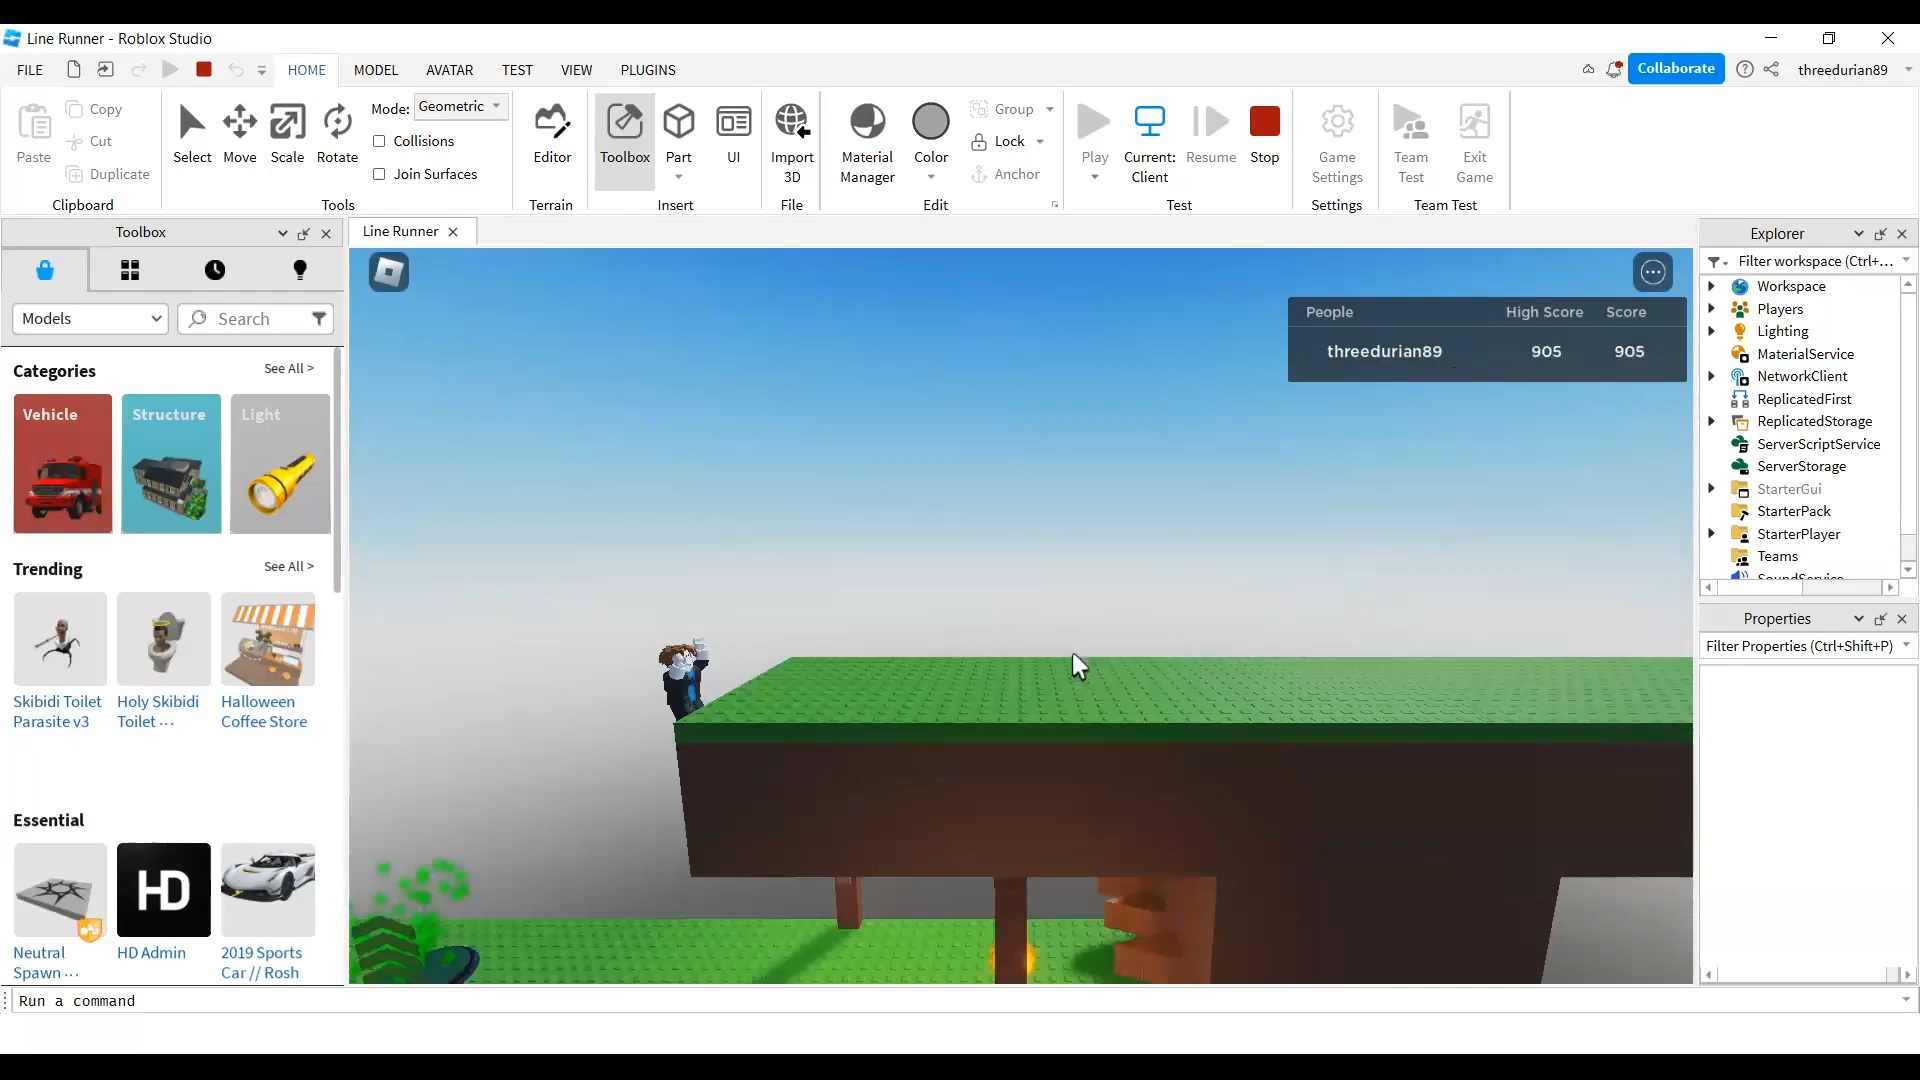 Line Runner - Roblox Studio
FILE
HOME
MODEL
AVATAR
TEST
VIEW
PLUGINS
Collaborate
threedurian89
Paste
Copy
Cut
Duplicate
Clipboard
Select
Move
Scale
Rotate
Mode:
Geometric
Collisions
Join Surfaces
Tools
Editor
Terrain
Toolbox
Part
UI
Insert
Import
3D
File
Material
Manager
Color
Group
Lock
Anchor
Edit
Play
Current:
Client
Resume
Stop
Test
Game
Settings
Settings
Team
Test
Exit
Game
Team Test
Toolbox
Models
Search
Categories
See All >
Vehicle
Structure
Light
Trending
See All >
Skibidi Toilet
Parasite v3
Holy Skibidi
Toilet ...
Halloween
Coffee Store
Essential
HD
Neutral
Spawn ...
HD Admin
2019 Sports
Car // Rosh
Line Runner
People
High Score
Score
threedurian89
905
905
Explorer
Filter workspace (Ctrl+...
Workspace
Players
Lighting
MaterialService
NetworkClient
ReplicatedFirst
ReplicatedStorage
ServerScriptService
ServerStorage
StarterGui
StarterPack
StarterPlayer
Teams
SoundService
Properties
Filter Properties (Ctrl+Shift+P)
Run a command